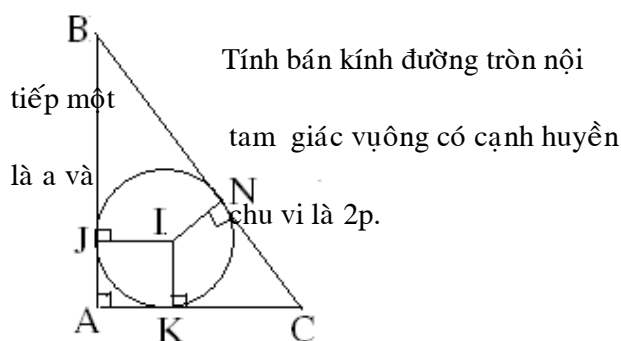 B
Tính bán kính đường tròn nội
tiếp một
tam giác vụông có cạnh huyền
là a và
N
chu vi là 2p.
I
J
A
K
C